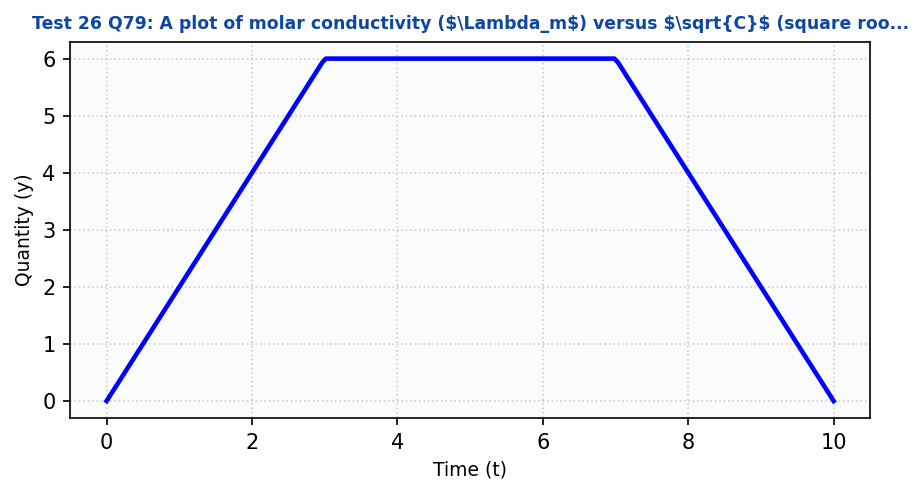 Test 26 Q79: A plot of molar conductivity ($\Lambda_m$) versus $\sqrt{C}$ (square roo...
6
5
4
3
2
1
0
Quantity (y)
0 2 4 6 8 10
Time (t)